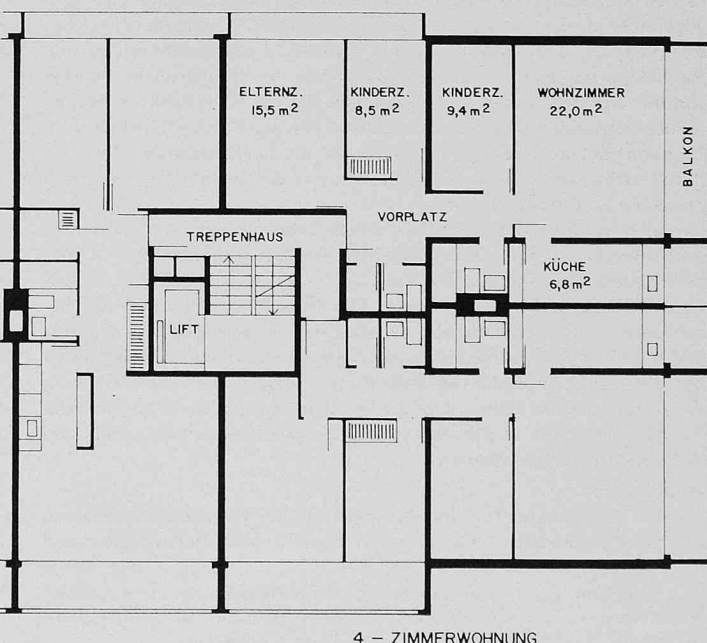 ELTERNZ.
15,5 m²
KINDERZ.
8,5 m²
KINDERZ.
9,4 m²
WOHNZIMMER
22,0 m²
BALKON
VORPLATZ
TREPPENHAUS
KÜCHE
6,8 m²
LIFT
4 – ZIMMERWOHNUNG